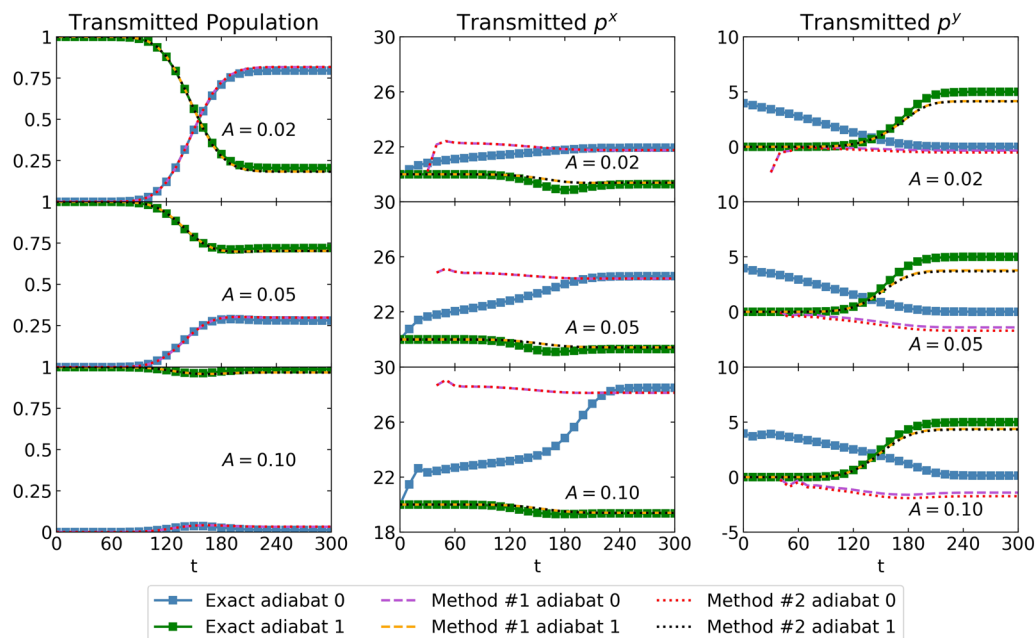 Transmitted Population Transmitted p^x Transmitted p^y
1 30 10
0.75 26 5
0.5 A = 0.02 22 A = 0.02 0 A = 0.02
0.25
1 30 10
0.75 26 5
0.5 A = 0.05 22 A = 0.05 0 A = 0.05
0.25
1 30 10
0.75 26 5
0.5 A = 0.10 22 A = 0.10 0 A = 0.10
0.25
0 18 -5
0 60 120 180 240 300 0 60 120 180 240 300 0 60 120 180 240 300
t t t
Exact adiabat 0 Method #1 adiabat 0 Method #2 adiabat 0
Exact adiabat 1 Method #1 adiabat 1 Method #2 adiabat 1